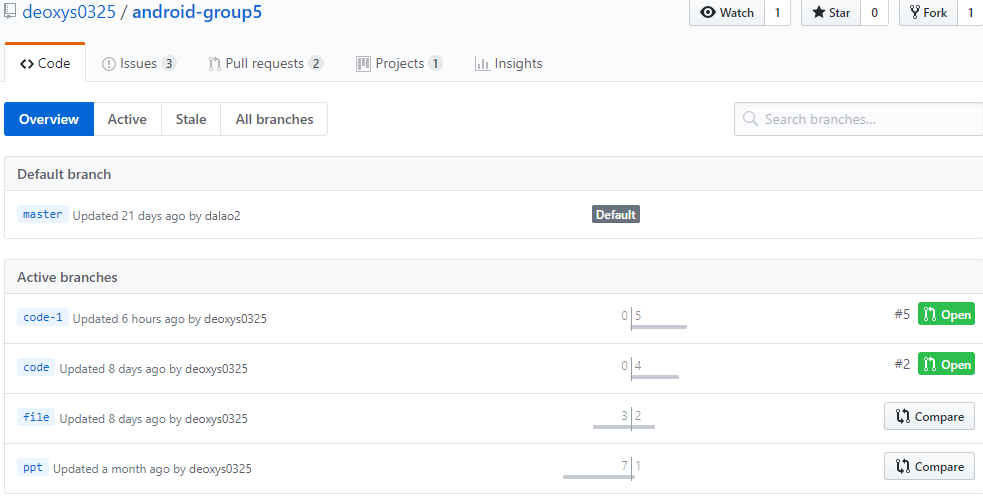 deoxys0325 / android-group5 Watch 1 Star 0 Fork 1
Code Issues 3 Pull requests 2 Projects 1 Insights
Overview Active Stale All branches Search branches...
Default branch
master Updated 21 days ago by dalao2 Default
Active branches
code-1 Updated 6 hours ago by deoxys0325 0 5 #5 Open
code Updated 8 days ago by deoxys0325 0 4 #2 Open
file Updated 8 days ago by deoxys0325 3 2 Compare
ppt Updated a month ago by deoxys0325 7 1 Compare